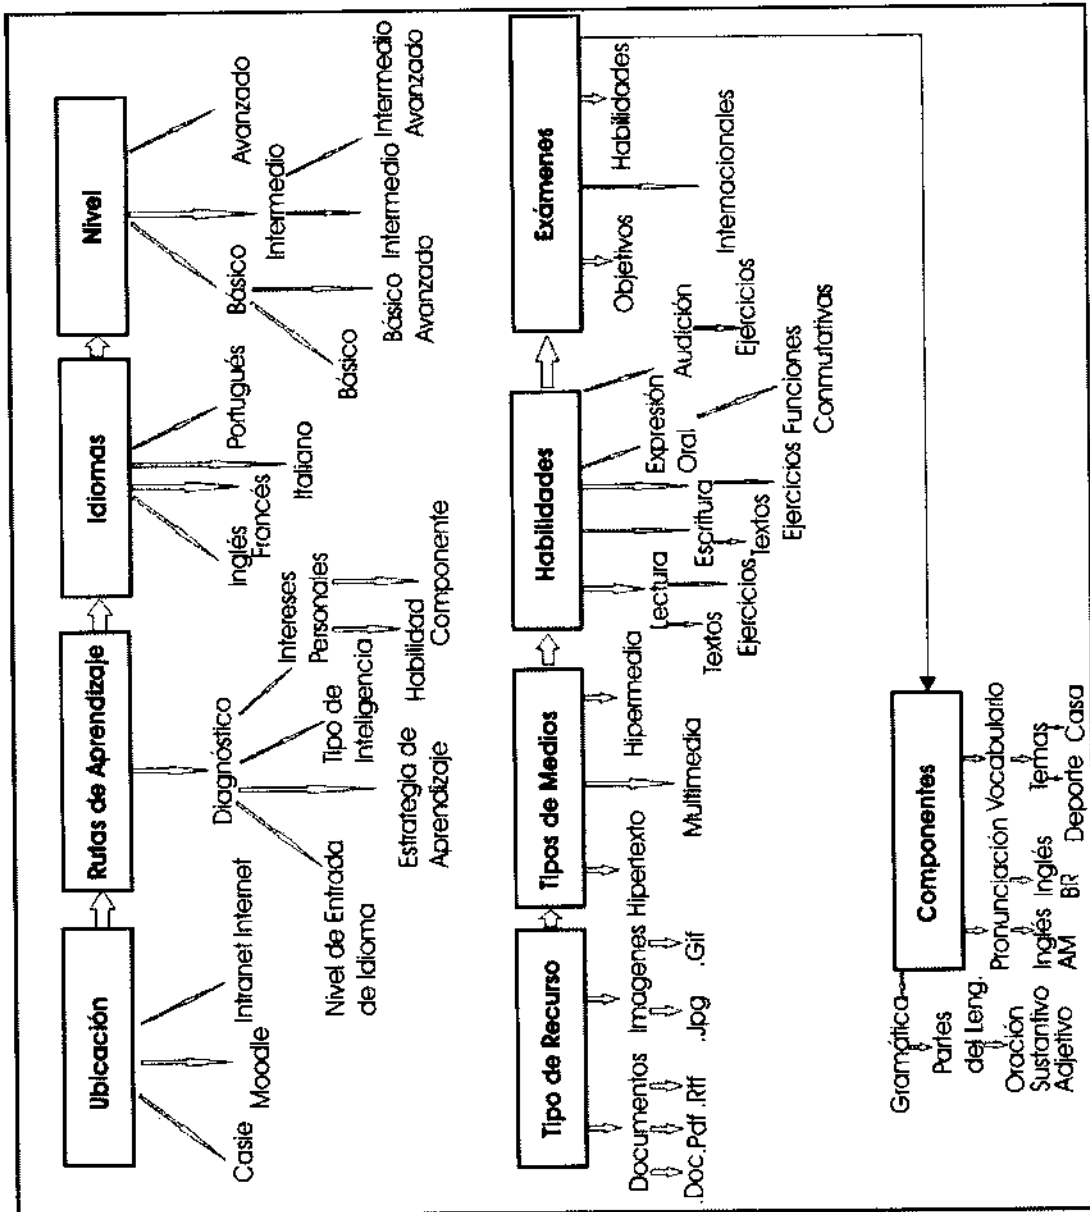 Ubicación
Rutas de Aprendizaje
Idiomas
Nivel
Casie
Moodle
Intranet Internet
Diagnóstico
Nivel de Entrada
de Idioma
Estrategia de
Aprendizaje
Tipo de
Inteligencia
Intereses
Personales
Habilidad
Componente
Inglés
Francés
Italiano
Portugués
Básico
Intermedio
Avanzado
Básico
Básico
Avanzado
Intermedio
Intermedio
Avanzado
Tipo de Recurso
Tipos de Medios
Habilidades
Exámenes
Documentos
Imagenes
.Doc
.Pdf
.Rtf
.Jpg
.Gif
Hipertexto
Multimedia
Hipermedia
Lectura
Textos
Ejercicios
Escritura
Textos
Ejercicios
Expresión
Oral
Funciones
Conmutativas
Audición
Ejercicios
Objetivos
Internacionales
Habilidades
Componentes
Gramática
Partes
del Leng.
Oración
Sustantivo
Adjetivo
Pronunciación
Inglés
AM
Inglés
BR
Vocabulario
Temas
Deporte
Casa